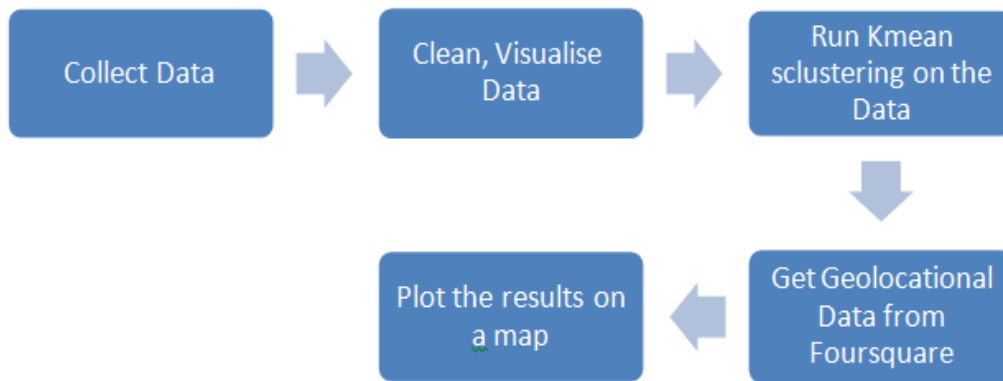 Collect Data
Clean, Visualise
Data
Run Kmean
sclustering on the
Data
Get Geolocational
Data from
Foursquare
Plot the results on
a map